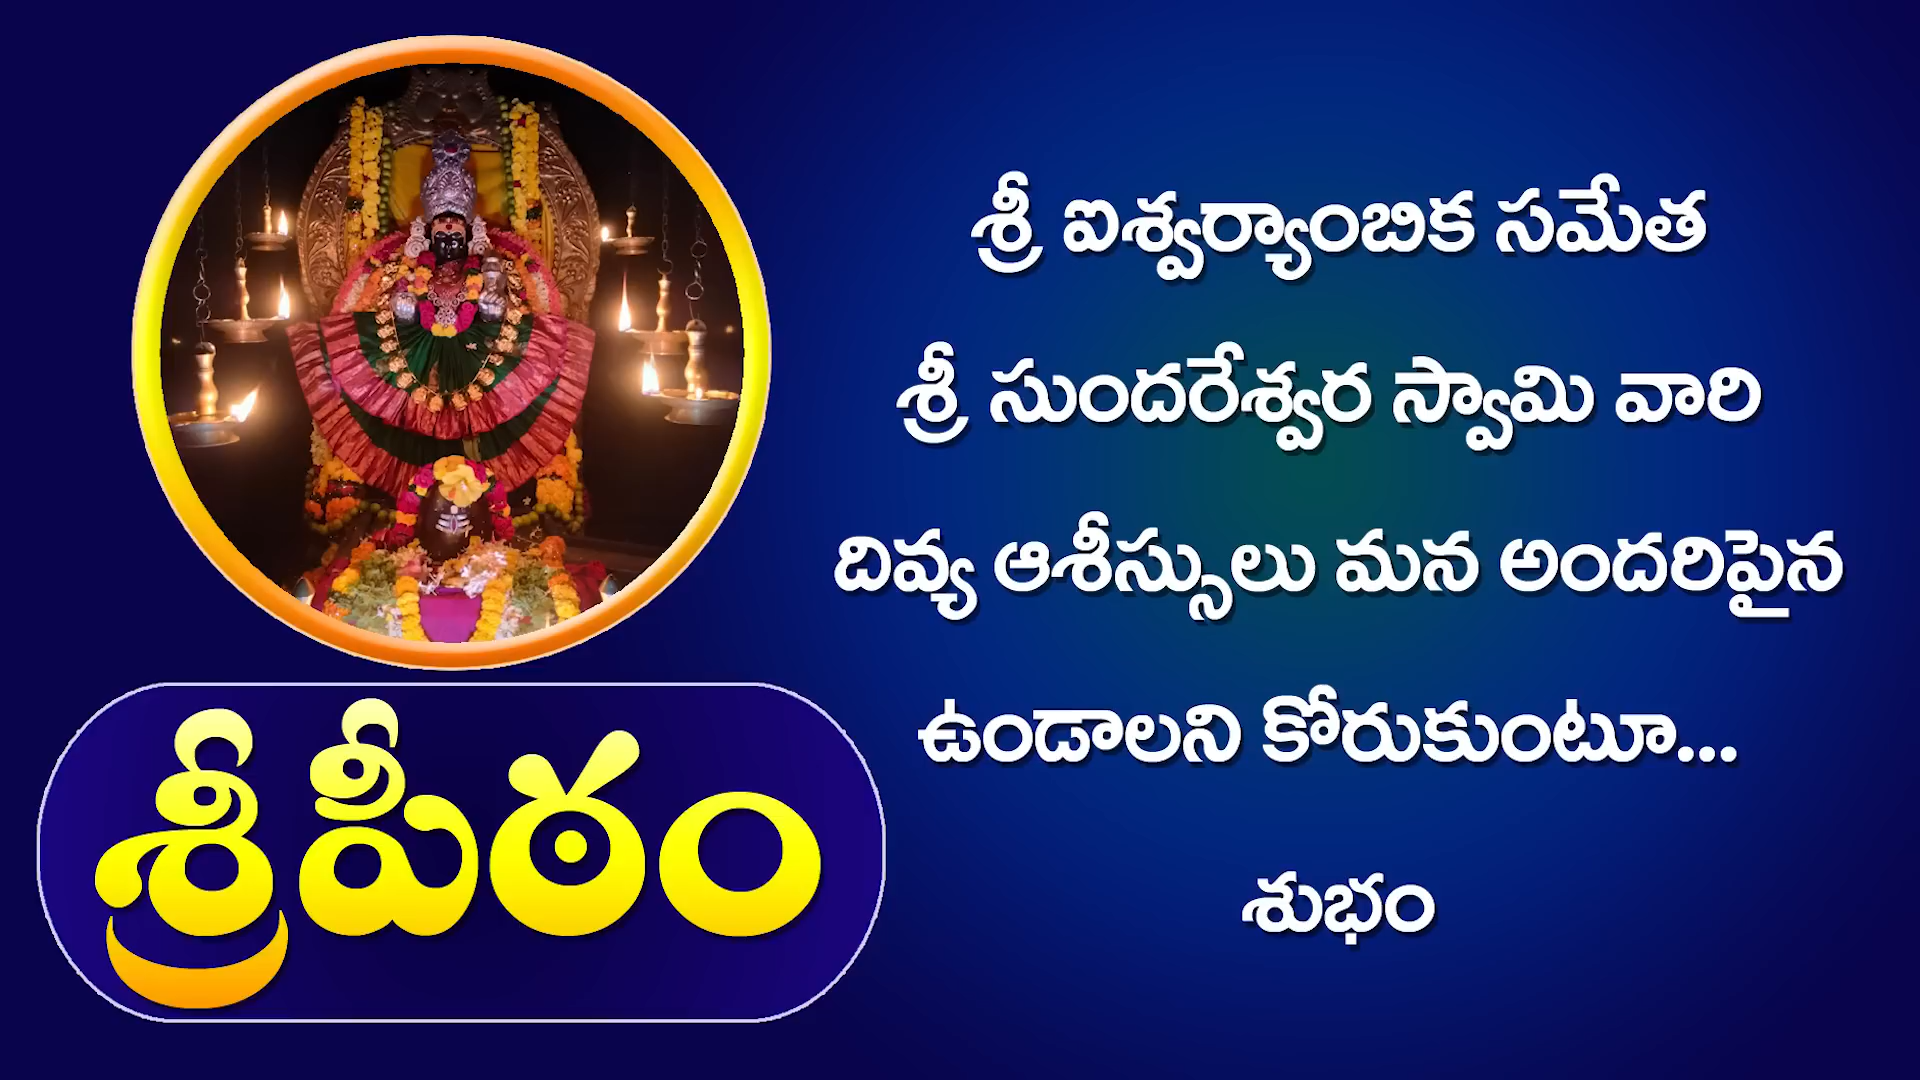 శ్రీ ఐశ్వర్యాంబిక సమేత
శ్రీ సుందరేశ్వర స్వామి వారి
దివ్య ఆశీస్సులు మన అందరిపైన
ఉండాలని కోరుకుంటూ...
శుభం
శ్రీపీఠం